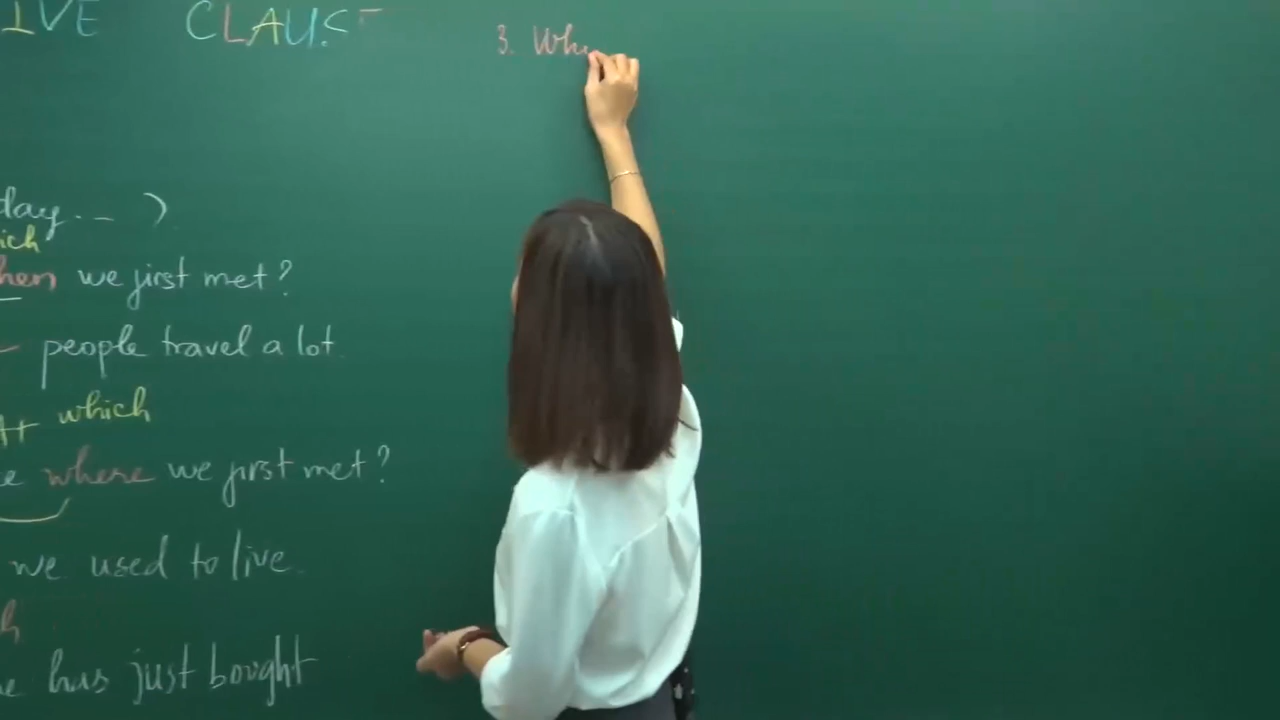 IVE CLAUSE
3. Wh
day... )
ich
hen we first met?
people travel a lot
which
e where we first met?
we used to live.
h
e has just bought